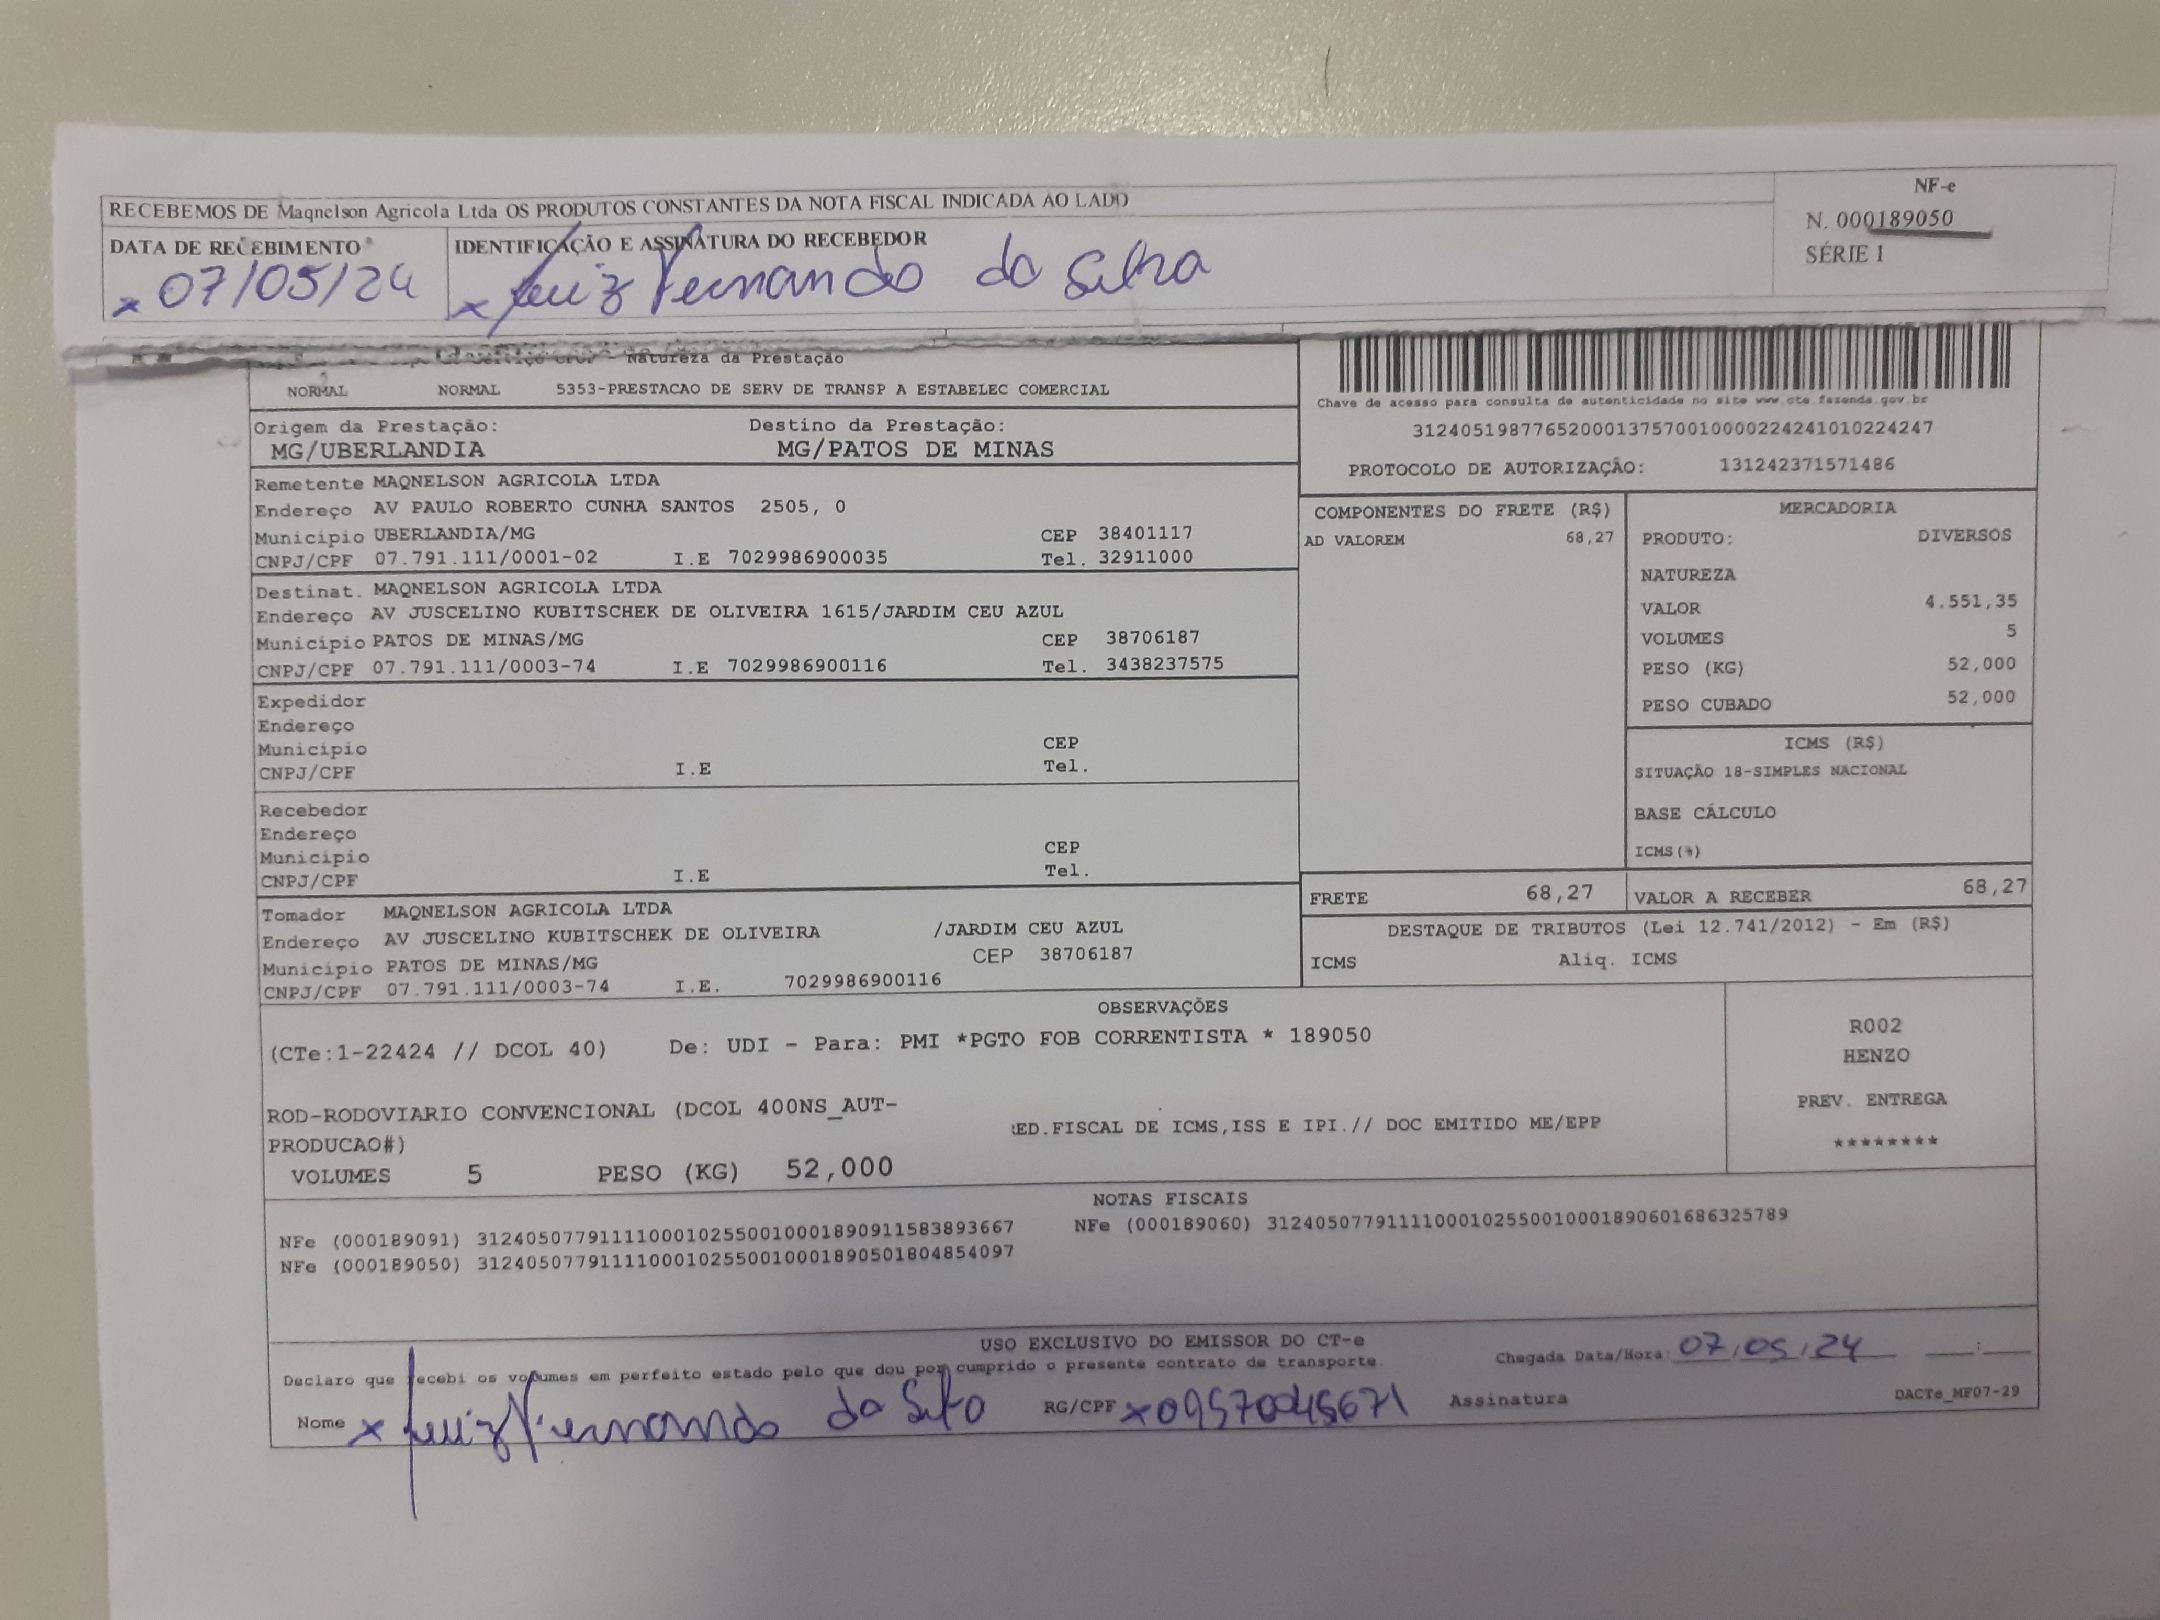 RECEBEMOS DE Maqnelson Agricola Ltda OS PRODUTOS CONSTANTES DA NOTA FISCAL INDICADA AO LADO
NF-e
N. 000189050
SÉRIE 1
DATA DE RECEBIMENTO
IDENTIFICAÇÃO E ASSINATURA DO RECEBEDOR
x 07/05/24
x Luiz Fernando da Silva
Natureza da Prestação
NORMAL NORMAL 5353-PRESTACAO DE SERV DE TRANSP A ESTABELEC COMERCIAL
Chave de acesso para consulta de autenticidade no site www.cte.fazenda.gov.br
31240519877652000137570010000224241010224247
PROTOCOLO DE AUTORIZAÇÃO: 131242371571486
Origem da Prestação: Destino da Prestação:
MG/UBERLANDIA MG/PATOS DE MINAS
Remetente MAQNELSON AGRICOLA LTDA
Endereço AV PAULO ROBERTO CUNHA SANTOS 2505, 0
Município UBERLANDIA/MG CEP 38401117
CNPJ/CPF 07.791.111/0001-02 I.E 7029986900035 Tel. 32911000
Destinat. MAQNELSON AGRICOLA LTDA
Endereço AV JUSCELINO KUBITSCHEK DE OLIVEIRA 1615/JARDIM CEU AZUL
Município PATOS DE MINAS/MG CEP 38706187
CNPJ/CPF 07.791.111/0003-74 I.E 7029986900116 Tel. 3438237575
Expedidor
Endereço
Município CEP
CNPJ/CPF I.E Tel.
Recebedor
Endereço
Município CEP
CNPJ/CPF I.E Tel.
Tomador MAQNELSON AGRICOLA LTDA
Endereço AV JUSCELINO KUBITSCHEK DE OLIVEIRA /JARDIM CEU AZUL
Município PATOS DE MINAS/MG CEP 38706187
CNPJ/CPF 07.791.111/0003-74 I.E. 7029986900116
COMPONENTES DO FRETE (R$)
AD VALOREM 68,27
MERCADORIA
PRODUTO: DIVERSOS
NATUREZA
VALOR 4.551,35
VOLUMES 5
PESO (KG) 52,000
PESO CUBADO 52,000
ICMS (R$)
SITUAÇÃO 18-SIMPLES NACIONAL
BASE CÁLCULO
ICMS(%)
FRETE 68,27 VALOR A RECEBER 68,27
DESTAQUE DE TRIBUTOS (Lei 12.741/2012) - Em (R$)
ICMS Aliq. ICMS
OBSERVAÇÕES
(CTe:1-22424 // DCOL 40) De: UDI - Para: PMI *PGTO FOB CORRENTISTA * 189050
ROD-RODOVIARIO CONVENCIONAL (DCOL 400NS_AUT-
PRODUCAO#)
ED.FISCAL DE ICMS,ISS E IPI.// DOC EMITIDO ME/EPP
VOLUMES 5 PESO (KG) 52,000
R002
HENZO
PREV. ENTREGA
********
NOTAS FISCAIS
NFe (000189091) 31240507791111000102550010001890911583893667 NFe (000189060) 31240507791111000102550010001890601686325789
NFe (000189050) 31240507791111000102550010001890501804854097
USO EXCLUSIVO DO EMISSOR DO CT-e
Declaro que recebi os volumes em perfeito estado pelo que dou por cumprido o presente contrato de transporte.
Chegada Data/Hora: 07/05/24 __:__
Nome x Luiz Fernando da Silva RG/CPF x09570045671 Assinatura
DACTe_MF07-29